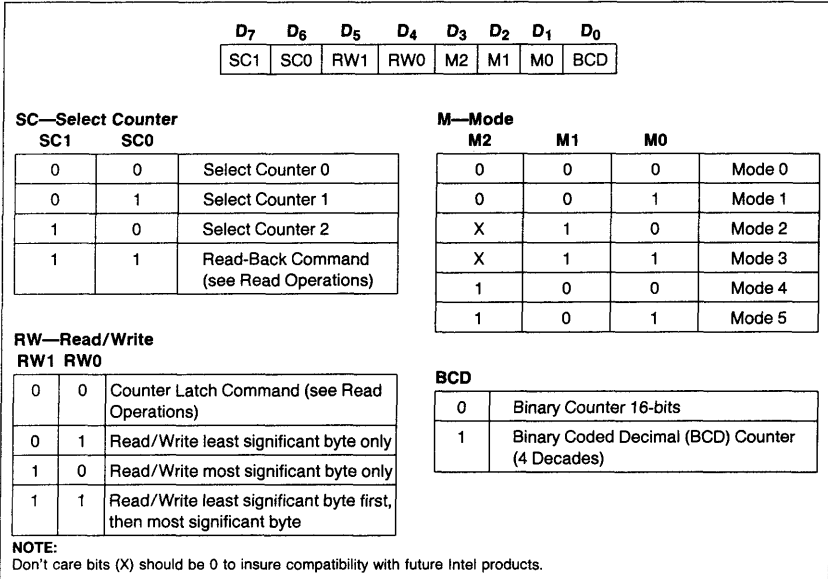 D7 D6 D5 D4 D3 D2 D1 D0
SC1 SC0 RW1 RW0 M2 M1 M0 BCD
SC—Select Counter
SC1 SC0
0 0 Select Counter 0
0 1 Select Counter 1
1 0 Select Counter 2
1 1 Read-Back Command
(see Read Operations)
RW—Read/Write
RW1 RW0
0 0 Counter Latch Command (see Read
Operations)
0 1 Read/Write least significant byte only
1 0 Read/Write most significant byte only
1 1 Read/Write least significant byte first,
then most significant byte
M—Mode
M2 M1 M0
0 0 0 Mode 0
0 0 1 Mode 1
X 1 0 Mode 2
X 1 1 Mode 3
1 0 0 Mode 4
1 0 1 Mode 5
BCD
0 Binary Counter 16-bits
1 Binary Coded Decimal (BCD) Counter
(4 Decades)
NOTE:
Don't care bits (X) should be 0 to insure compatibility with future Intel products.